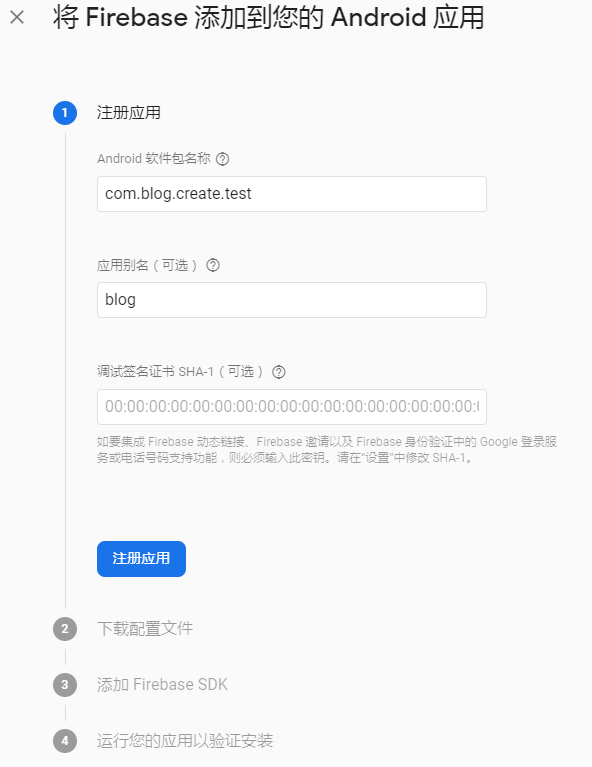 将 Firebase 添加到您的 Android 应用
1 注册应用
Android 软件包名称
com.blog.create.test
应用别名（可选）
blog
调试签名证书 SHA-1（可选）
00:00:00:00:00:00:00:00:00:00:00:00:00:00:00:00:00:
如要集成 Firebase 动态链接、Firebase 邀请以及 Firebase 身份验证中的 Google 登录服
务或电话号码支持功能，则必须输入此密钥。请在“设置”中修改 SHA-1。
注册应用
2 下载配置文件
3 添加 Firebase SDK
4 运行您的应用以验证安装